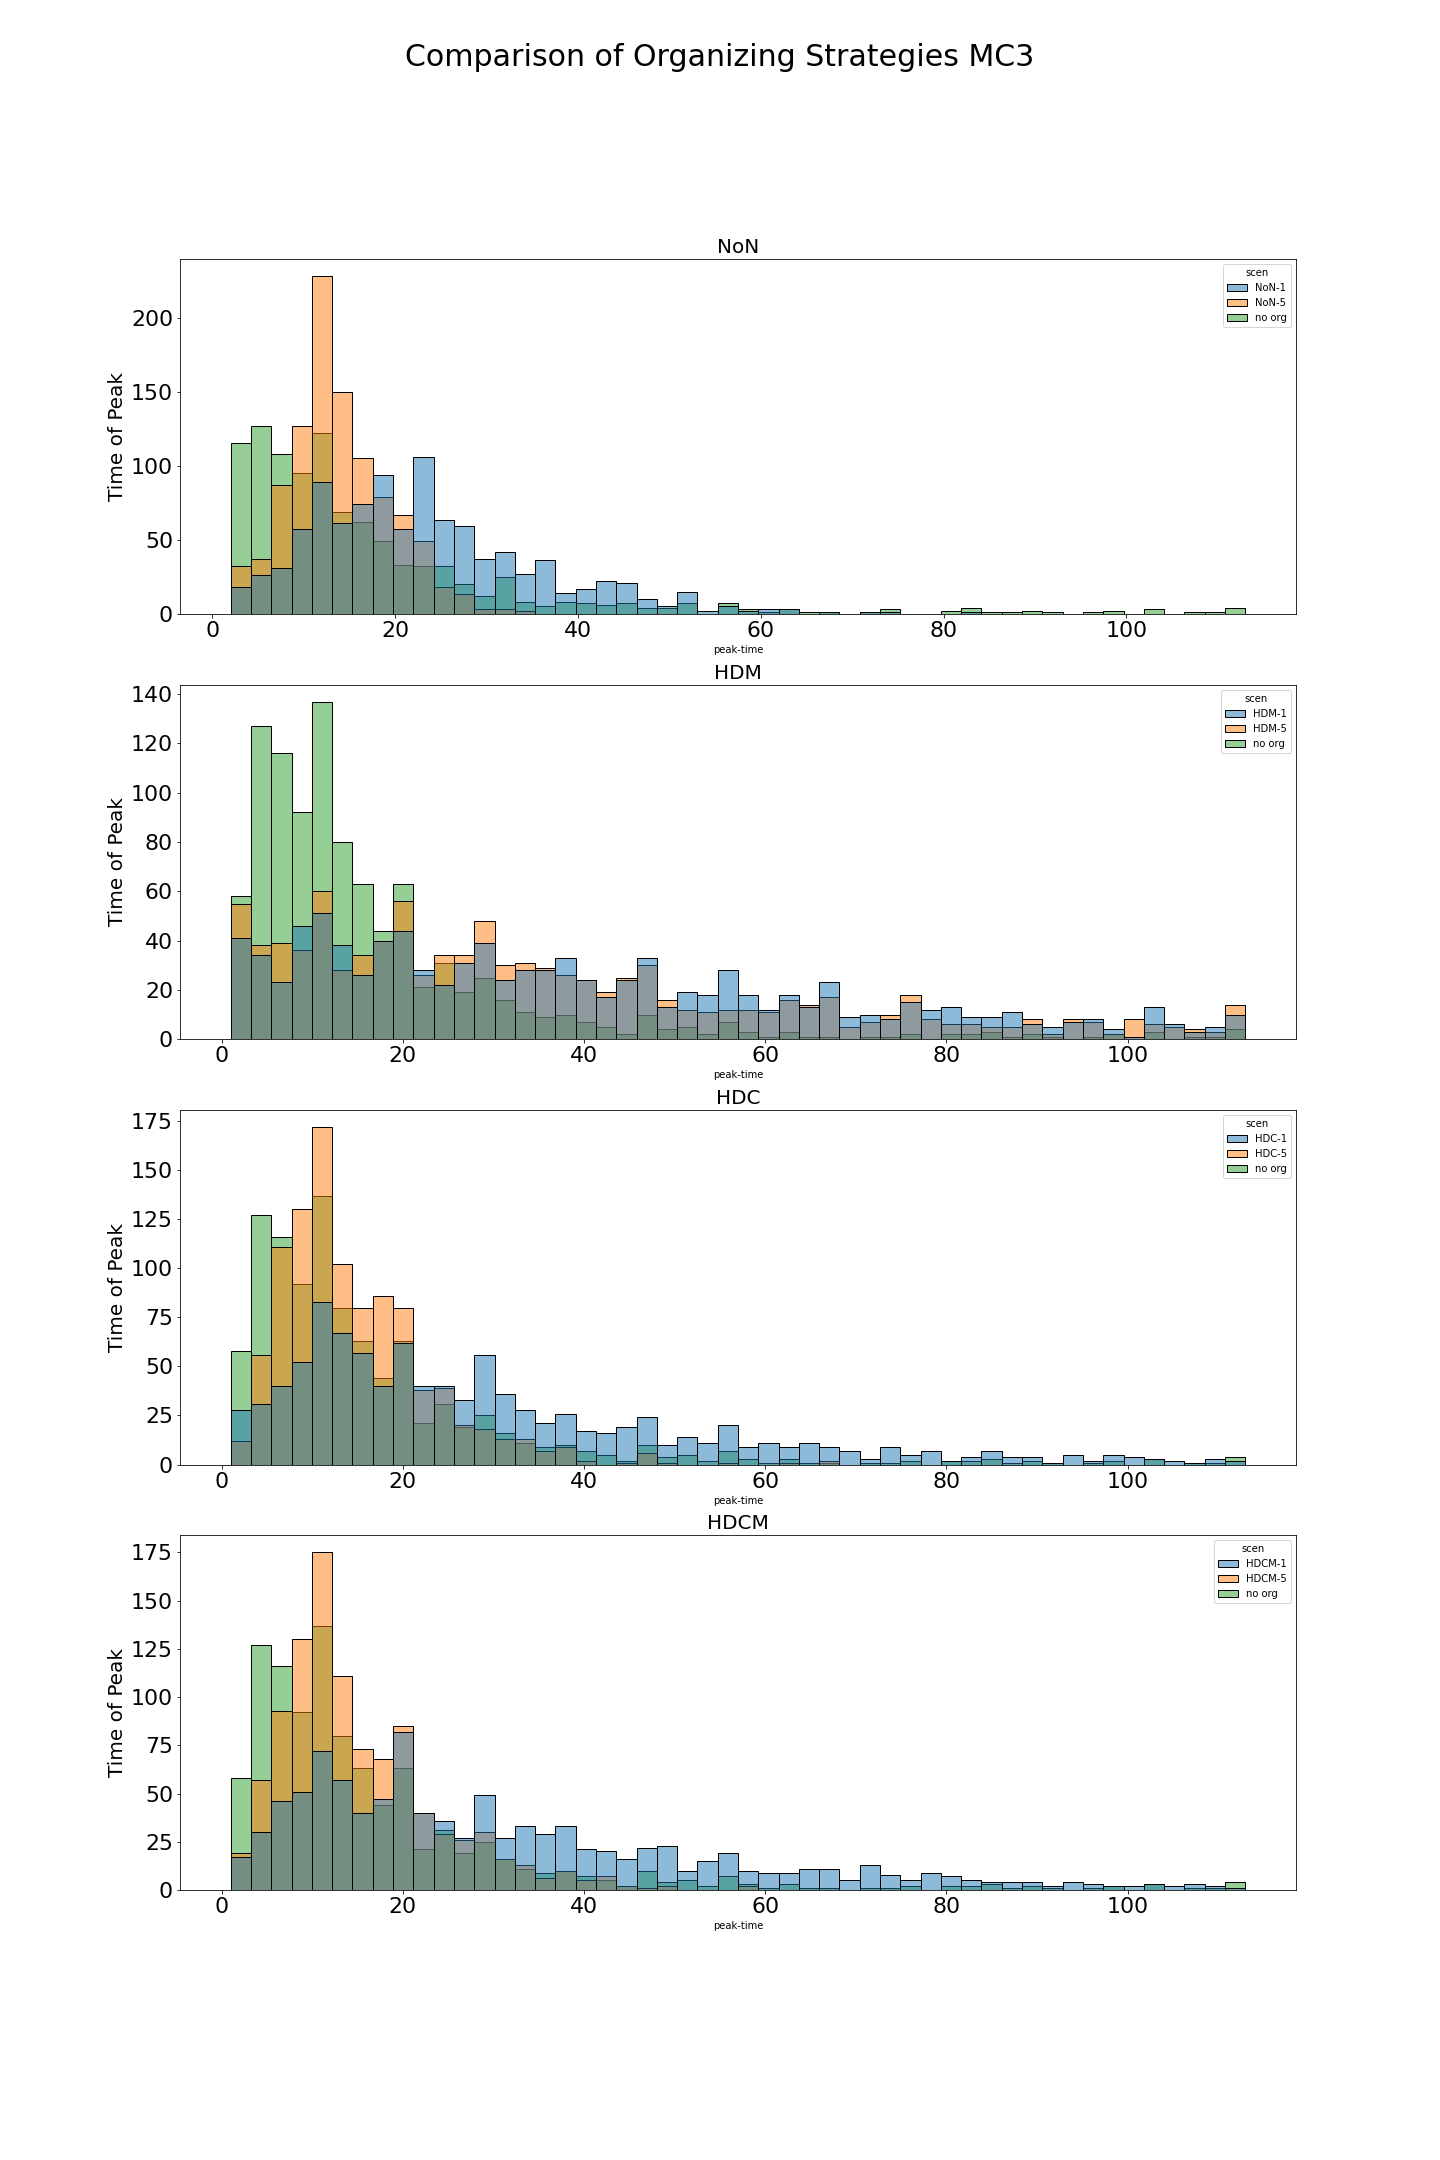 Comparison of Organizing Strategies MC3
NoN
scen
NoN-1
NoN-5
no org
Time of Peak
200
150
100
50
0
0 20 40 60 80 100
peak-time
HDM
scen
HDM-1
HDM-5
no org
Time of Peak
140
120
100
80
60
40
20
0
0 20 40 60 80 100
peak-time
HDC
scen
HDC-1
HDC-5
no org
Time of Peak
175
150
125
100
75
50
25
0
0 20 40 60 80 100
peak-time
HDCM
scen
HDCM-1
HDCM-5
no org
Time of Peak
175
150
125
100
75
50
25
0
0 20 40 60 80 100
peak-time